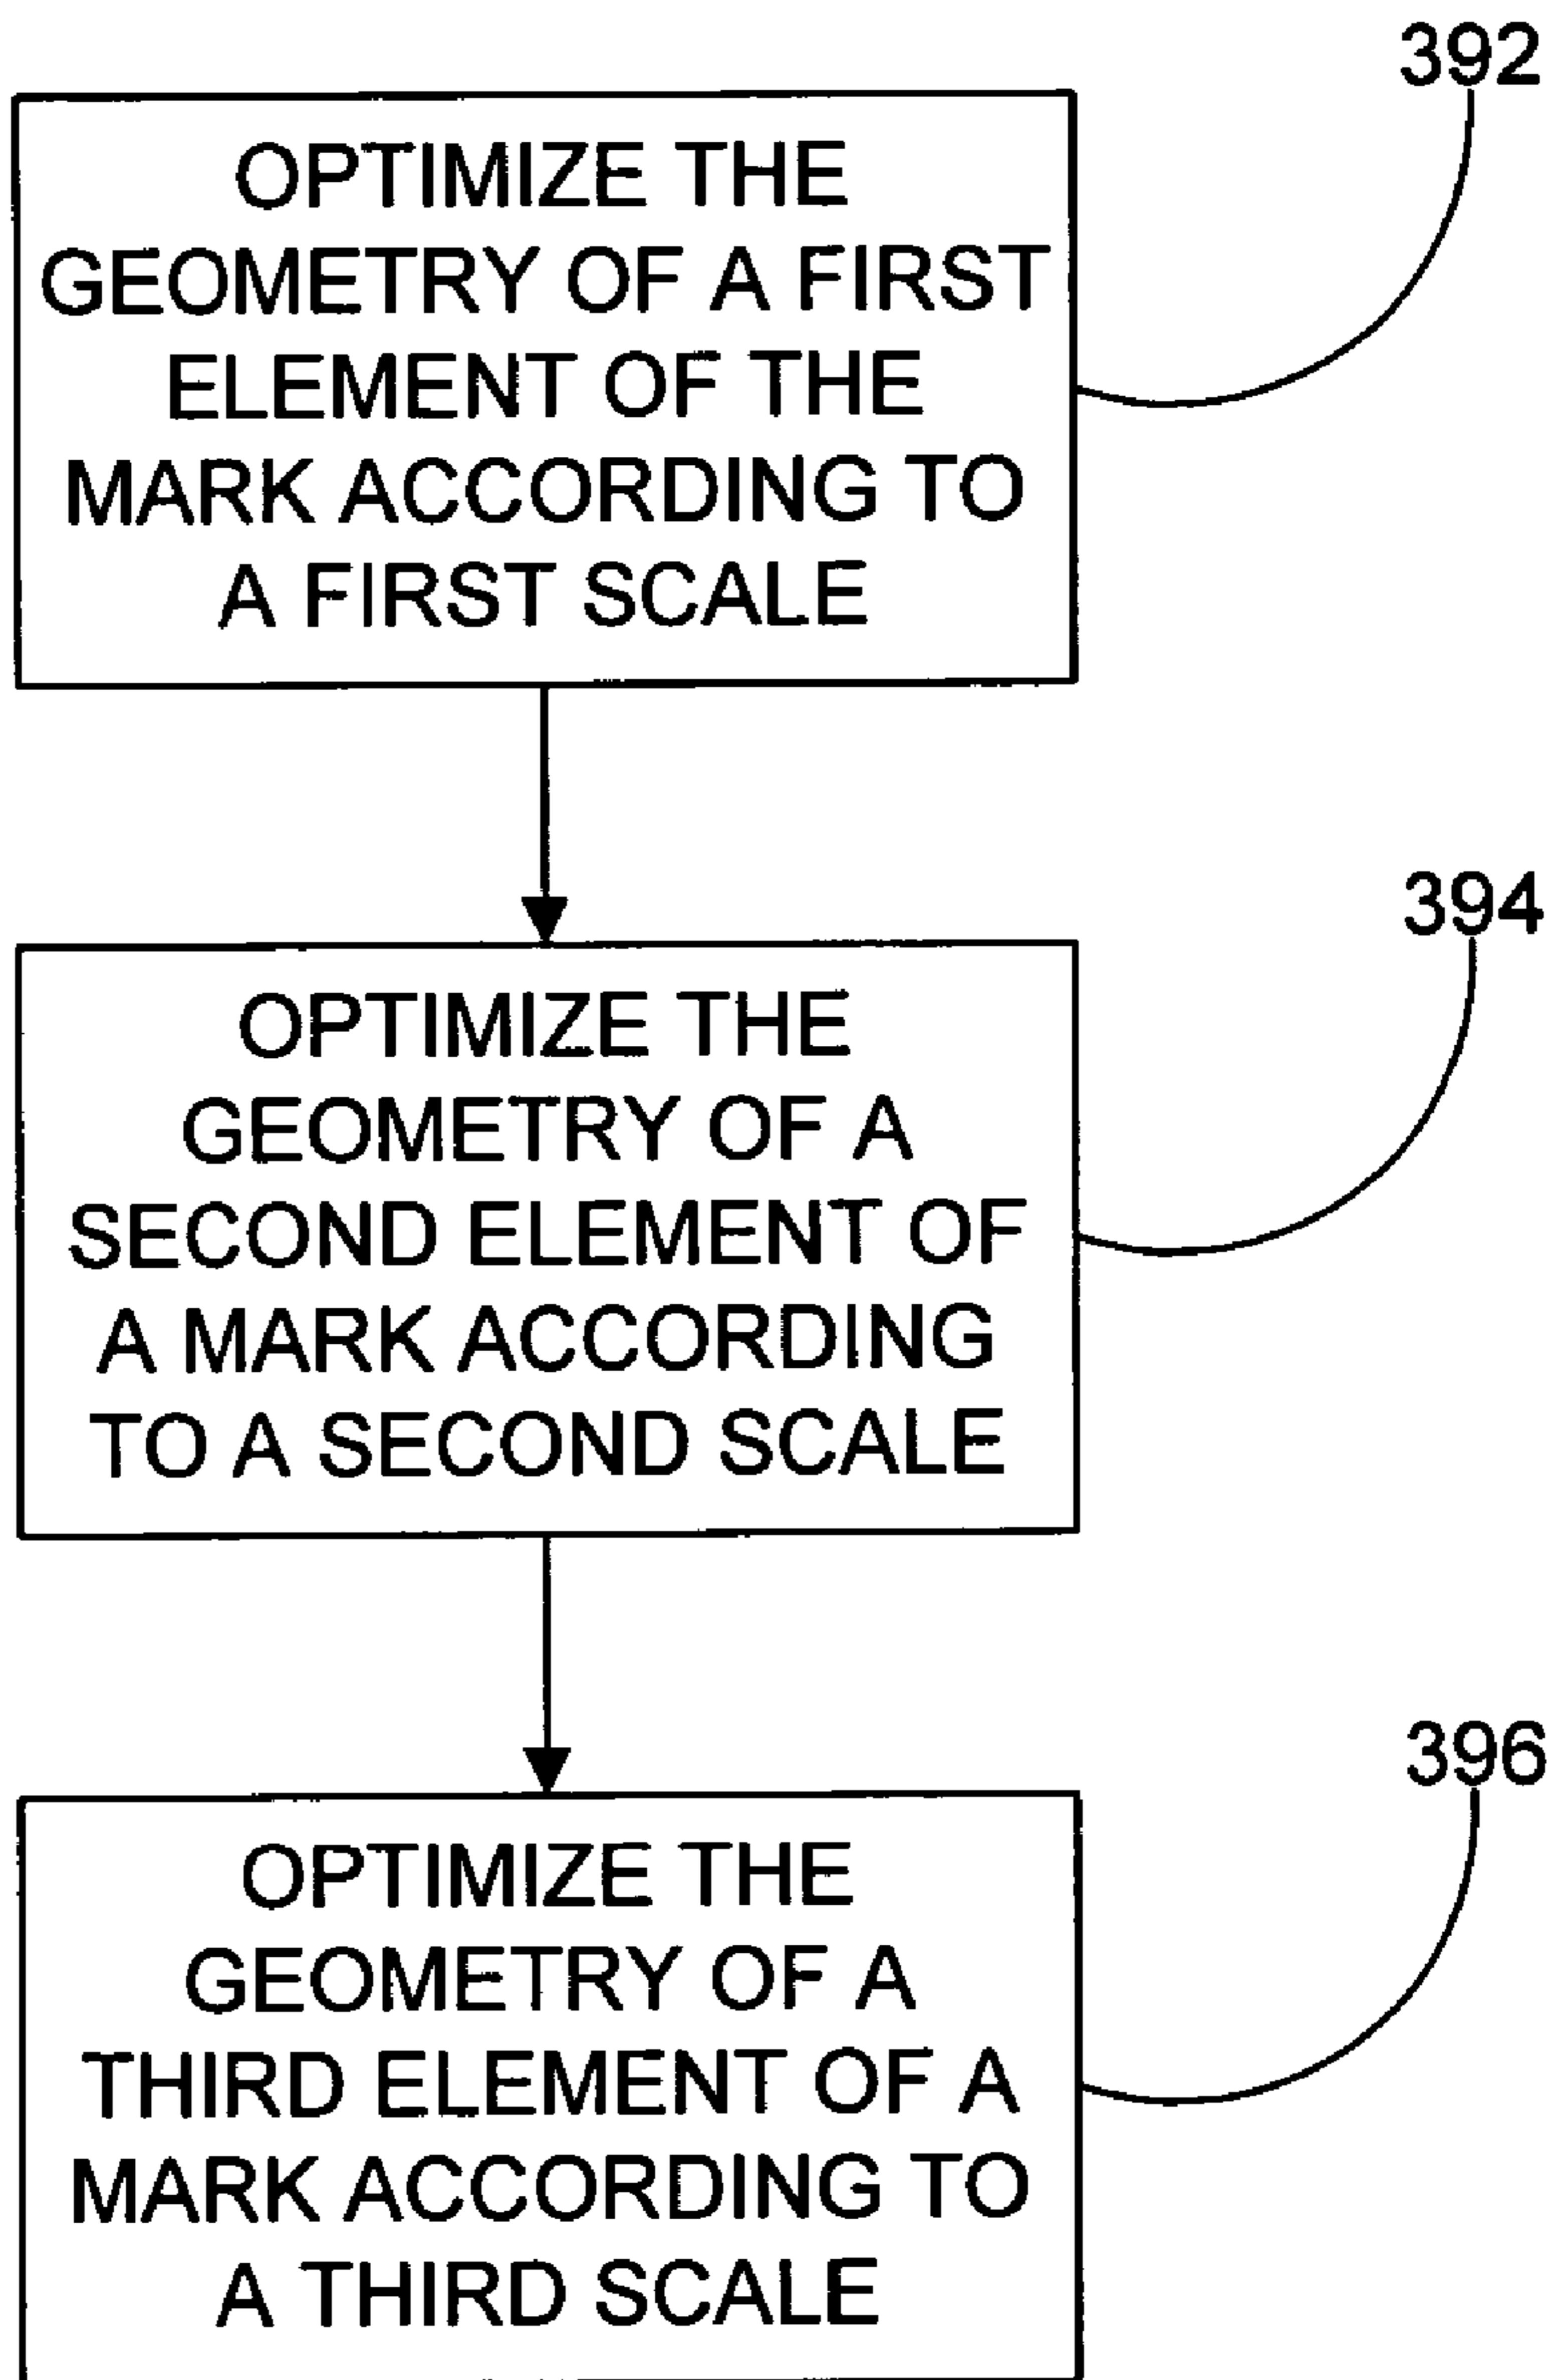 392
OPTIMIZE THE
GEOMETRY OF A FIRST
ELEMENT OF THE
MARK ACCORDING TO
A FIRST SCALE
394
OPTIMIZE THE
GEOMETRY OF A
SECOND ELEMENT OF
A MARK ACCORDING
TO A SECOND SCALE
396
OPTIMIZE THE
GEOMETRY OF A
THIRD ELEMENT OF A
MARK ACCORDING TO
A THIRD SCALE